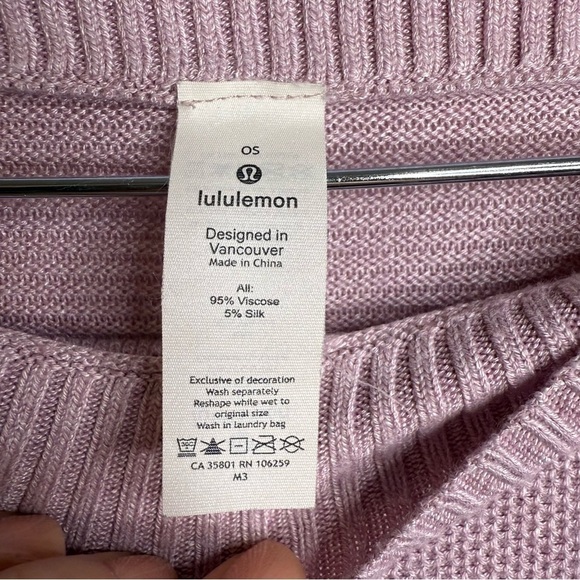 OS
lululemon
Designed in
Vancouver
Made in China
All:
95% Viscose
5% Silk
Exclusive of decoration
Wash separately
Reshape while wet to
original size
Wash in laundry bag
CA 35801 RN 106259
M3